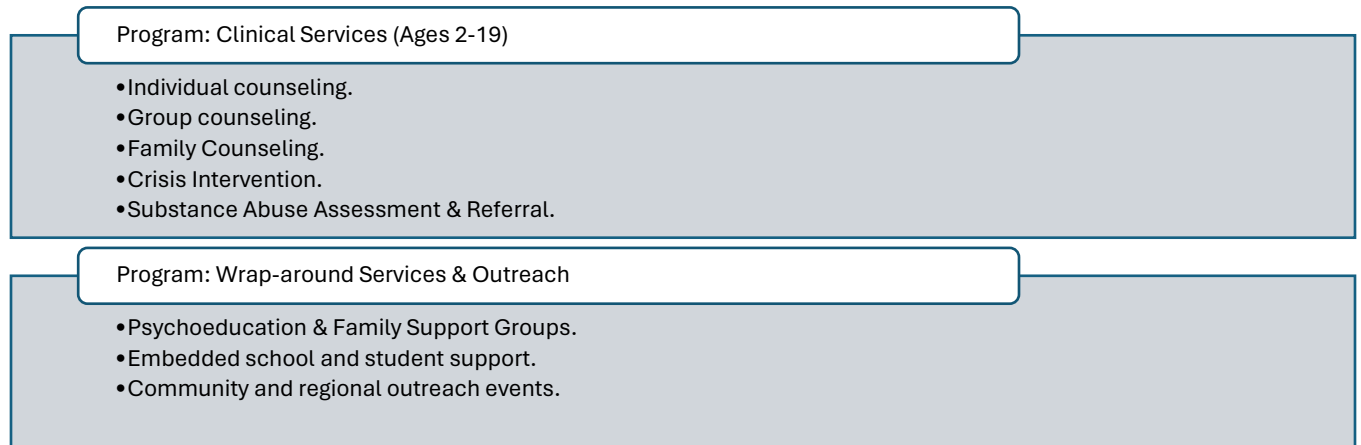 Program: Clinical Services (Ages 2-19)
•Individual counseling.
•Group counseling.
•Family Counseling.
•Crisis Intervention.
•Substance Abuse Assessment & Referral.
Program: Wrap-around Services & Outreach
•Psychoeducation & Family Support Groups.
•Embedded school and student support.
•Community and regional outreach events.